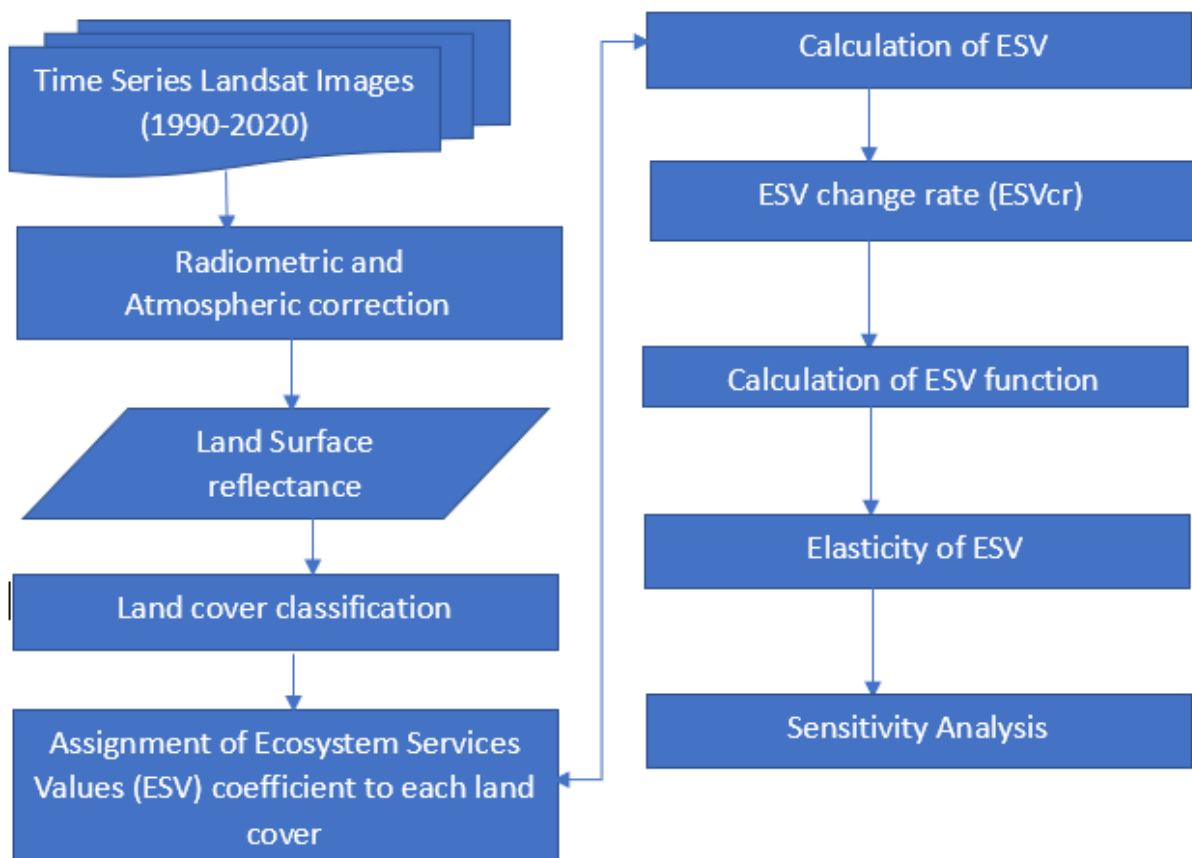 Time Series Landsat Images
(1990-2020)
Radiometric and
Atmospheric correction
Land Surface
reflectance
Land cover classification
Assignment of Ecosystem Services
Values (ESV) coefficient to each land
cover
Calculation of ESV
ESV change rate (ESVcr)
Calculation of ESV function
Elasticity of ESV
Sensitivity Analysis